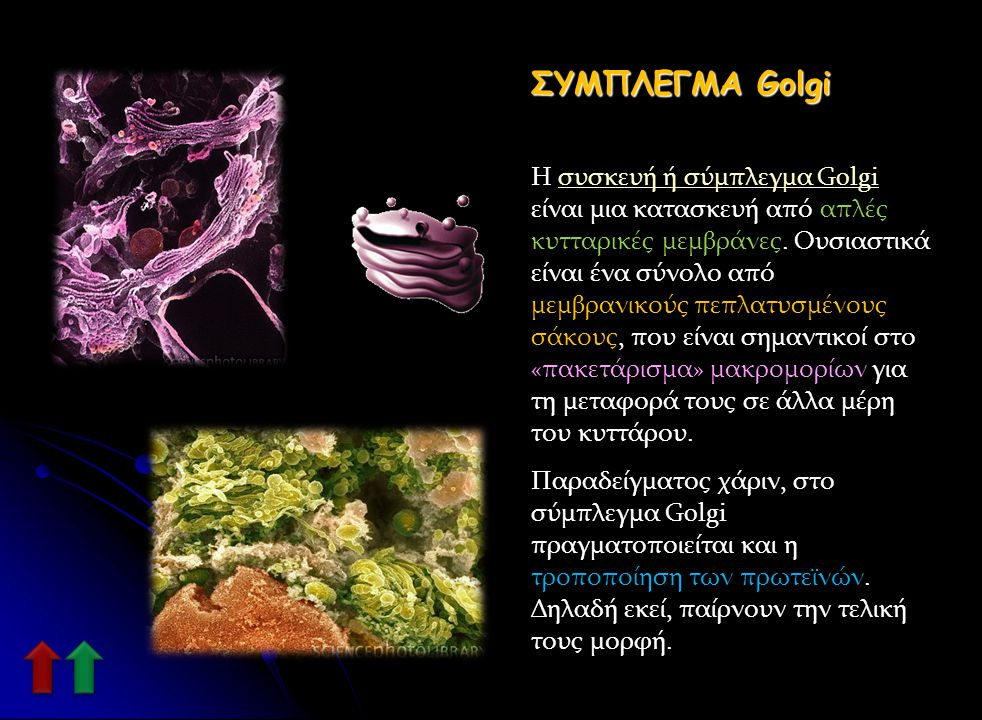 ΣΥΜΠΛΕΓΜΑ Golgi
Η συσκευή ή σύμπλεγμα Golgi
είναι μια κατασκευή από απλές
κυτταρικές μεμβράνες. Ουσιαστικά
είναι ένα σύνολο από
μεμβρανικούς πεπλατυσμένους
σάκους, που είναι σημαντικοί στο
«πακετάρισμα» μακρομορίων για
τη μεταφορά τους σε άλλα μέρη
του κυττάρου.
Παραδείγματος χάριν, στο
σύμπλεγμα Golgi
πραγματοποιείται και η
τροποποίηση των πρωτεϊνών.
Δηλαδή εκεί, παίρνουν την τελική
τους μορφή.
SCIENCEphotoLIBRARY
SCIENCEphotoLIBRARY